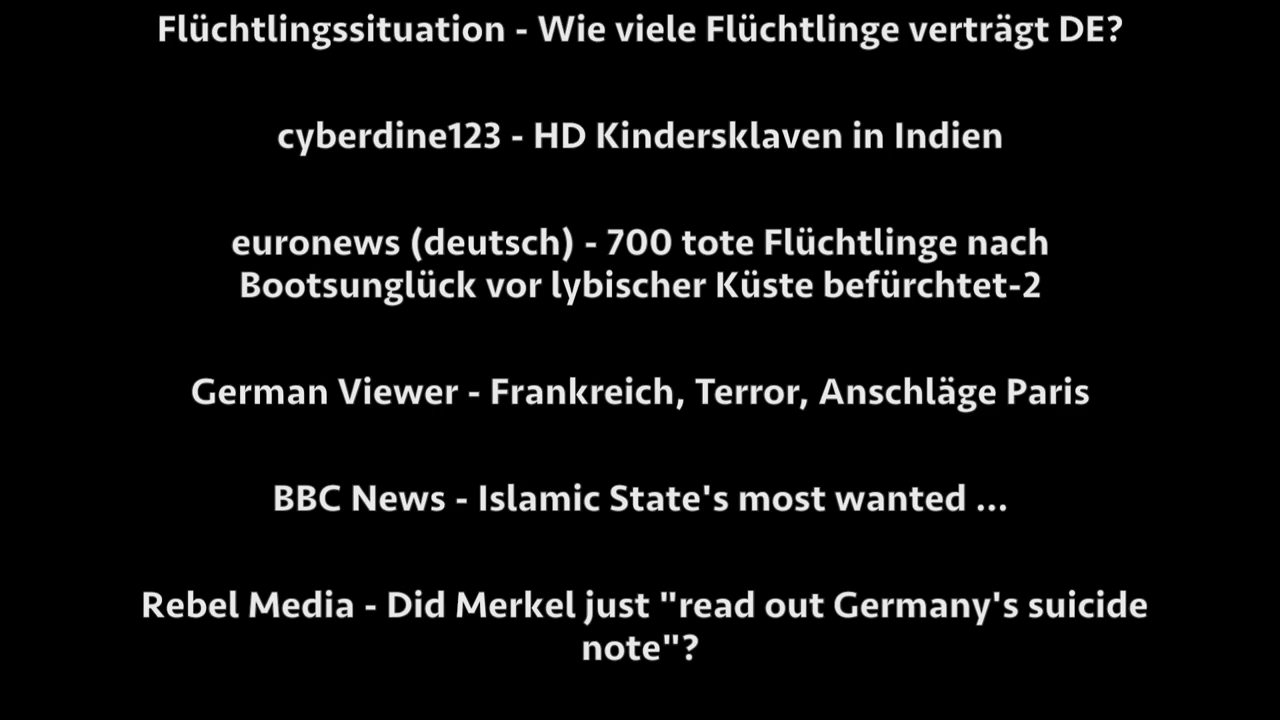 Flüchtlingssituation - Wie viele Flüchtlinge verträgt DE?
cyberdine123 - HD Kindersklaven in Indien
euronews (deutsch) - 700 tote Flüchtlinge nach
Bootsunglück vor lybischer Küste befürchtet-2
German Viewer - Frankreich, Terror, Anschläge Paris
BBC News - Islamic State's most wanted ...
Rebel Media - Did Merkel just "read out Germany's suicide
note"?